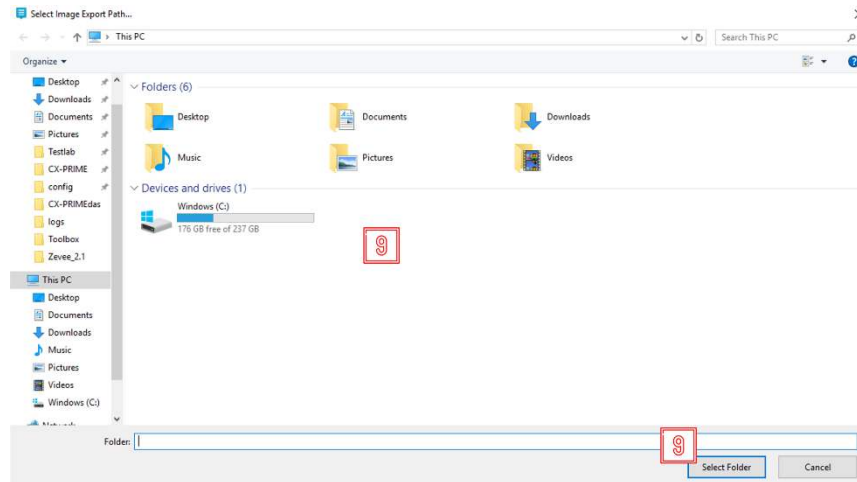 Select Image Export Path...
This PC
Search This PC
Organize
Desktop
Downloads
Documents
Pictures
Testlab
CX-PRIME
config
CX-PRIMEdas
logs
Toolbox
Zevee_2.1
This PC
Desktop
Documents
Downloads
Music
Pictures
Videos
Windows (C:)
Network
Folders (6)
Desktop
Documents
Downloads
Music
Pictures
Videos
Devices and drives (1)
Windows (C:)
176 GB free of 237 GB
9
Folder:
9
Select Folder
Cancel